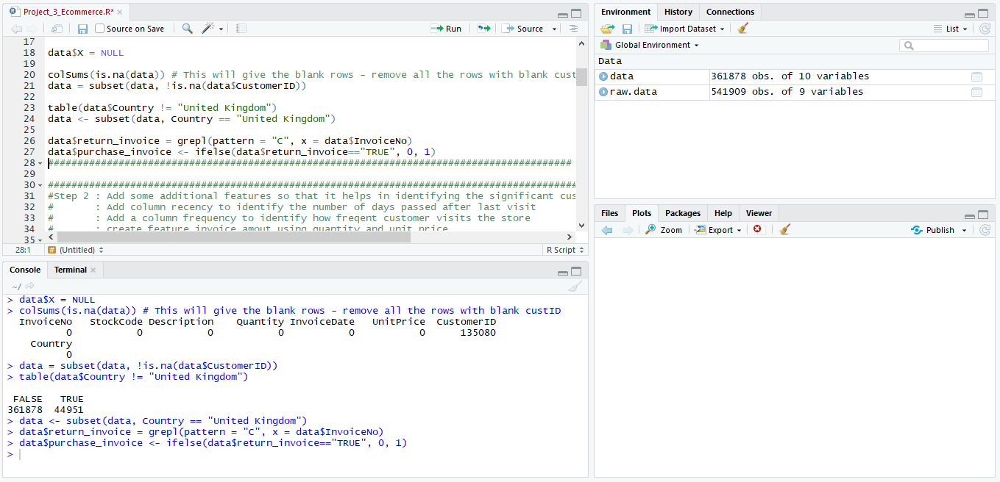 Project_3_Ecommerce.R*
Source on Save
Run
Source
17
18 data$X = NULL
19
20 colSums(is.na(data)) # This will give the blank rows - remove all the rows with blank cust
21 data = subset(data, !is.na(data$CustomerID))
22
23 table(data$Country != "United Kingdom")
24 data <- subset(data, Country == "United Kingdom")
25
26 data$return_invoice = grepl(pattern = "C", x = data$InvoiceNo)
27 data$purchase_invoice <- ifelse(data$return_invoice=="TRUE", 0, 1)
28 #########################################################################################
29
30 ##########################################################################################
31 #Step 2 : Add some additional features so that it helps in identifying the significant cus
32 # : Add column recency to identify the number of days passed after last visit
33 # : Add a column frequency to identify how freqent customer visits the store
34 # : create feature invoice amout using quantity and unit price
35
28:1 # (Untitled) R Script
Console Terminal
~/
> data$X = NULL
> colSums(is.na(data)) # This will give the blank rows - remove all the rows with blank custID
InvoiceNo StockCode Description Quantity InvoiceDate UnitPrice CustomerID
0 0 0 0 0 0 135080
Country
0
> data = subset(data, !is.na(data$CustomerID))
> table(data$Country != "United Kingdom")
FALSE TRUE
361878 44951
> data <- subset(data, Country == "United Kingdom")
> data$return_invoice = grepl(pattern = "C", x = data$InvoiceNo)
> data$purchase_invoice <- ifelse(data$return_invoice=="TRUE", 0, 1)
>
Environment History Connections
Import Dataset List
Global Environment
Data
data 361878 obs. of 10 variables
raw.data 541909 obs. of 9 variables
Files Plots Packages Help Viewer
Zoom Export Publish